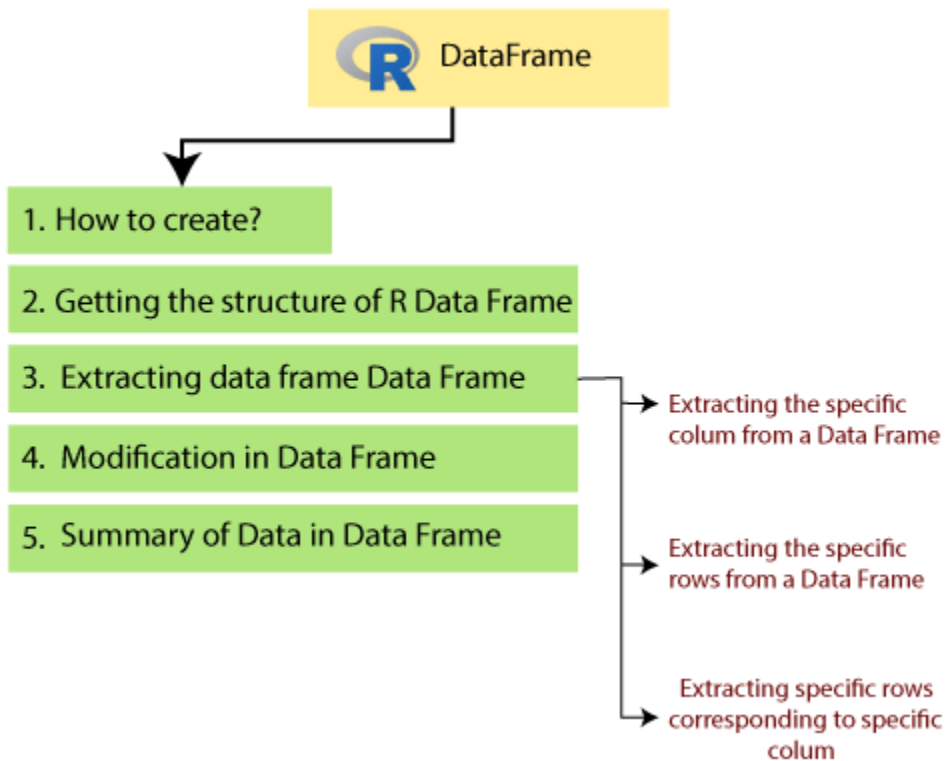 R DataFrame
1. How to create?
2. Getting the structure of R Data Frame
3. Extracting data frame Data Frame
4. Modification in Data Frame
5. Summary of Data in Data Frame
Extracting the specific
colum from a Data Frame
Extracting the specific
rows from a Data Frame
Extracting specific rows
corresponding to specific
colum